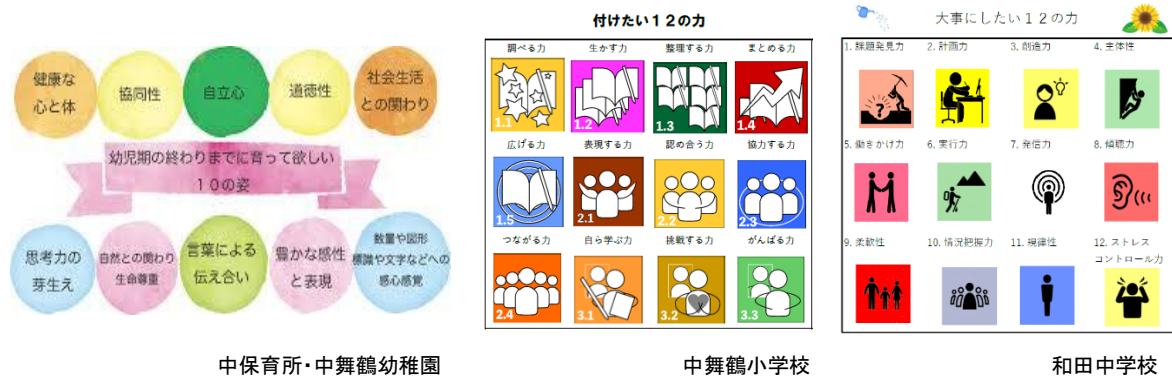 健康な
心と体
協同性
自立心
道徳性
社会生活
との関わり
幼児期の終わりまでに育って欲しい
10の姿
思考力の
芽生え
自然との関わり
生命尊重
言葉による
伝え合い
豊かな感性
と表現
数量や図形
標識や文字などへの
感心感覚
中保育所・中舞鶴幼稚園
付けたい12の力
調べる力 生かす力 整理する力 まとめる力
1.1 1.2 1.3 1.4
広げる力 表現する力 認め合う力 協力する力
1.5 2.1 2.2 2.3
つながる力 自ら学ぶ力 挑戦する力 がんばる力
2.4 3.1 3.2 3.3
中舞鶴小学校
大事にしたい12の力
1. 課題発見力 2. 計画力 3. 創造力 4. 主体性
?
5. 働きかけ力 6. 実行力 7. 発信力 8. 傾聴力
9. 柔軟性 10. 情況把握力 11. 規律性 12. ストレス
コントロール力
和田中学校